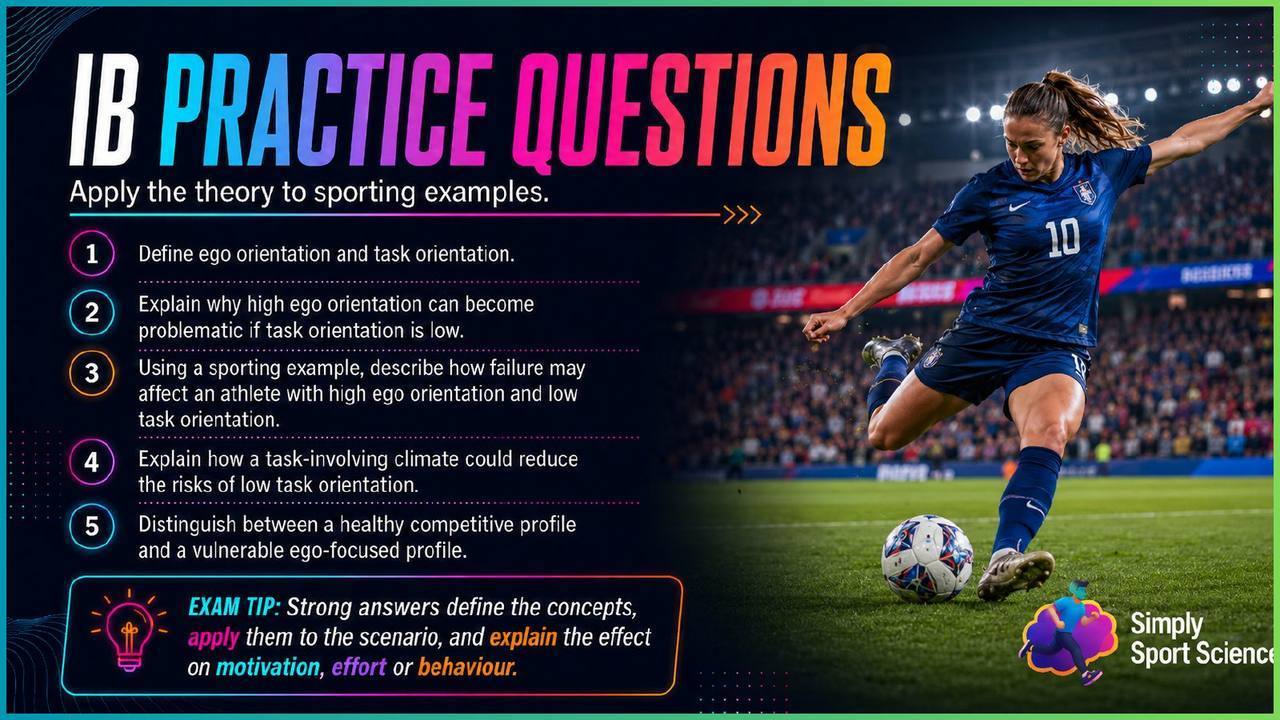 IB PRACTICE QUESTIONS
Apply the theory to sporting examples.
1 Define ego orientation and task orientation.
2 Explain why high ego orientation can become
problematic if task orientation is low.
3 Using a sporting example, describe how failure may
affect an athlete with high ego orientation and low
task orientation.
4 Explain how a task-involving climate could reduce
the risks of low task orientation.
5 Distinguish between a healthy competitive profile
and a vulnerable ego-focused profile.
EXAM TIP: Strong answers define the concepts,
apply them to the scenario, and explain the effect
on motivation, effort or behaviour.
10
Simply
Sport Science